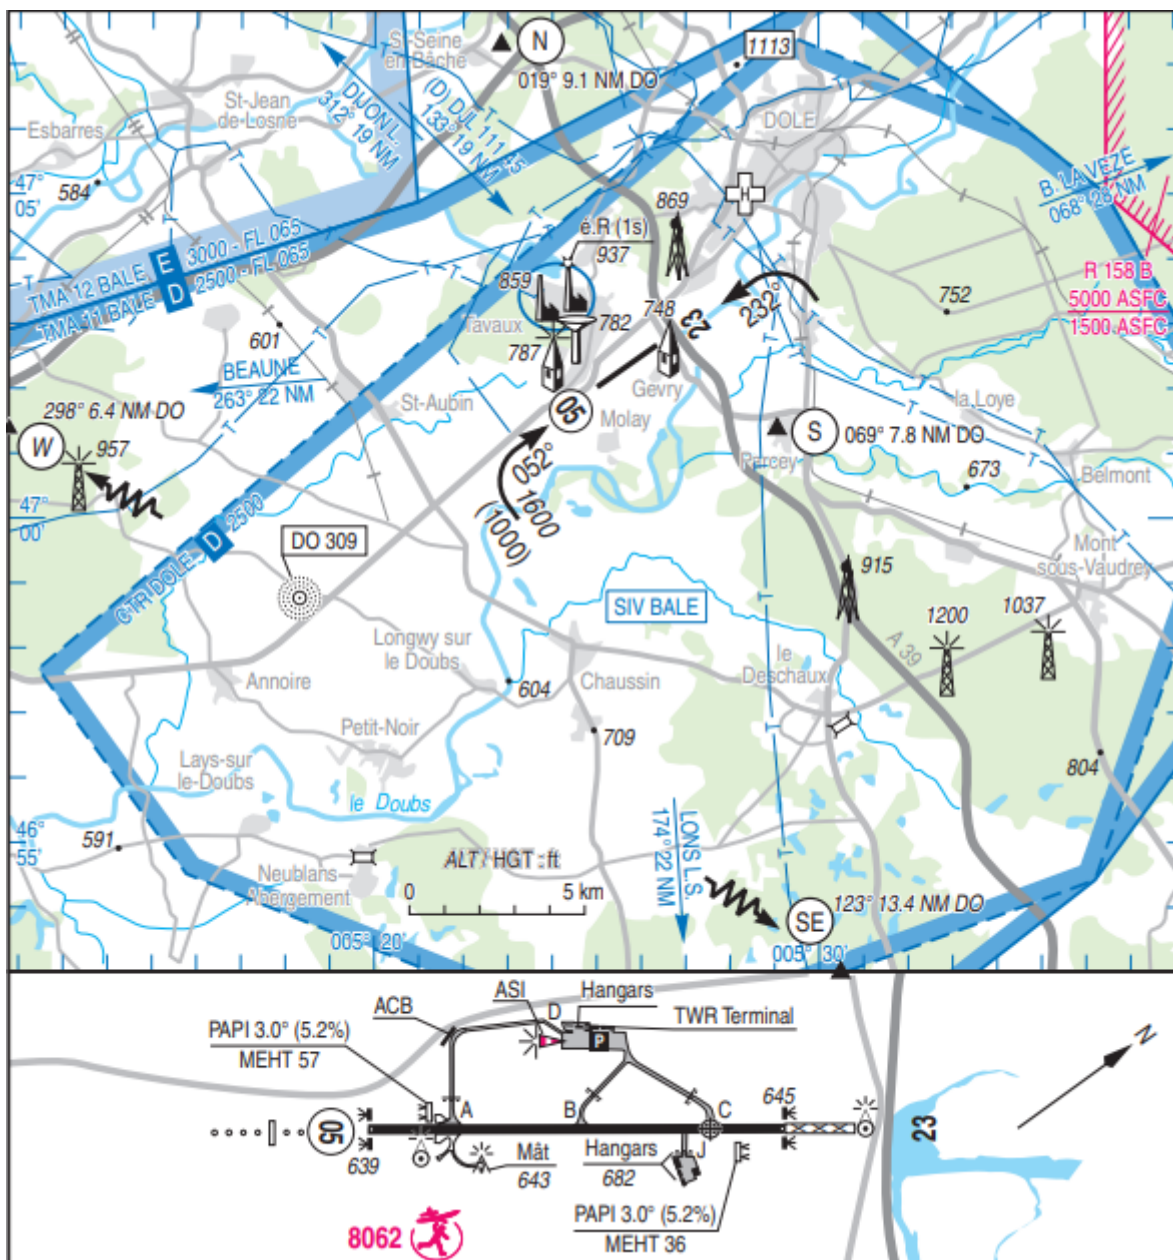 N
019° 9.1 NM DO
1113
St-Seine
en-Bâche
St-Jean
de-Losne
Esbarres
584
47°
05'
DIJON L.
312° 19 NM
(D) DJL 111.45
133° 19 NM
DOLE
H
869
é.R (1s)
937
859
B. LA VEZE
068° 28 NM
R 158 B
5000 ASFC
1500 ASFC
TMA 12 BALE E 3000 - FL 065
TMA 11 BALE D 2500 - FL 065
Tavaux
782
787
748
23
232°
752
601
BEAUNE
263° 22 NM
St-Aubin
Gevry
Molay
05
la Loye
298° 6.4 NM DO
W
957
S
069° 7.8 NM DO
673
Belmont
052°
1600
(1000)
47°
00'
CTR DOLE D 2500
DO 309
SIV BALE
915
Mont
sous-Vaudrey
1200
1037
A 39
Longwy sur
le Doubs
le
Deschaux
Annoire
604
Chaussin
Petit-Noir
709
Lays-sur
le-Doubs
le Doubs
804
46°
55'
591
Neublans
ALT / HGT : ft
0
5 km
LONS L.S.
174° 22 NM
SE
123° 13.4 NM DO
005° 20'
005° 30'
ACB
ASI
D
Hangars
TWR Terminal
P
PAPI 3.0° (5.2%)
MEHT 57
A
B
C
645
N
05
639
Mât
643
Hangars
682
J
23
PAPI 3.0° (5.2%)
MEHT 36
8062